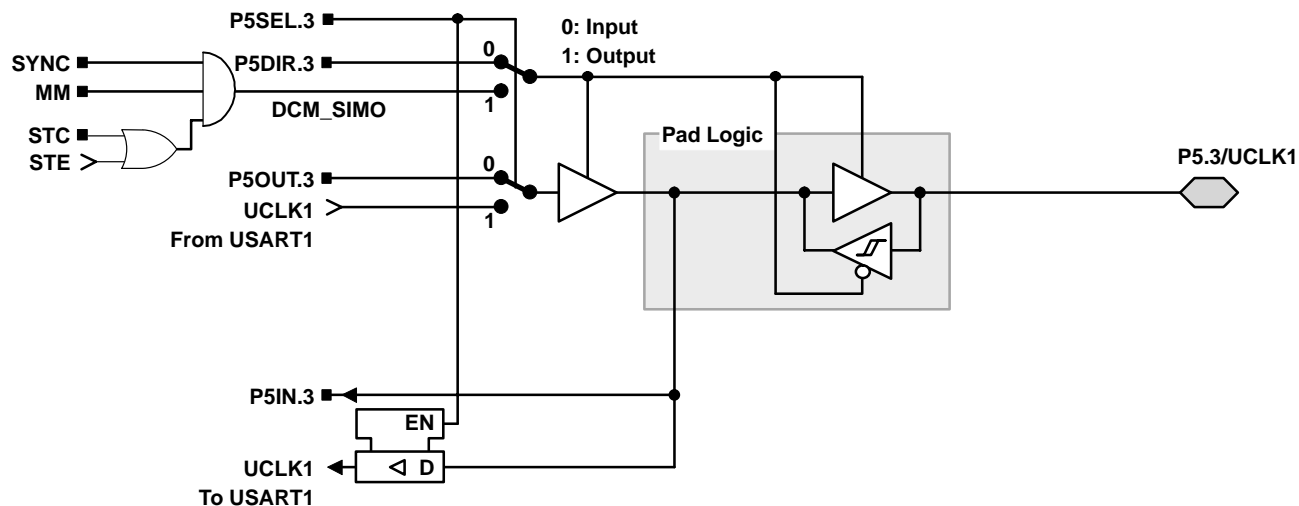 P5SEL.3
0: Input
1: Output
0
SYNC
P5DIR.3
MM
1
DCM_SIMO
STC
Pad Logic
STE
P5.3/UCLK1
0
P5OUT.3
UCLK1
1
From USART1
P5IN.3
EN
UCLK1
D
To USART1